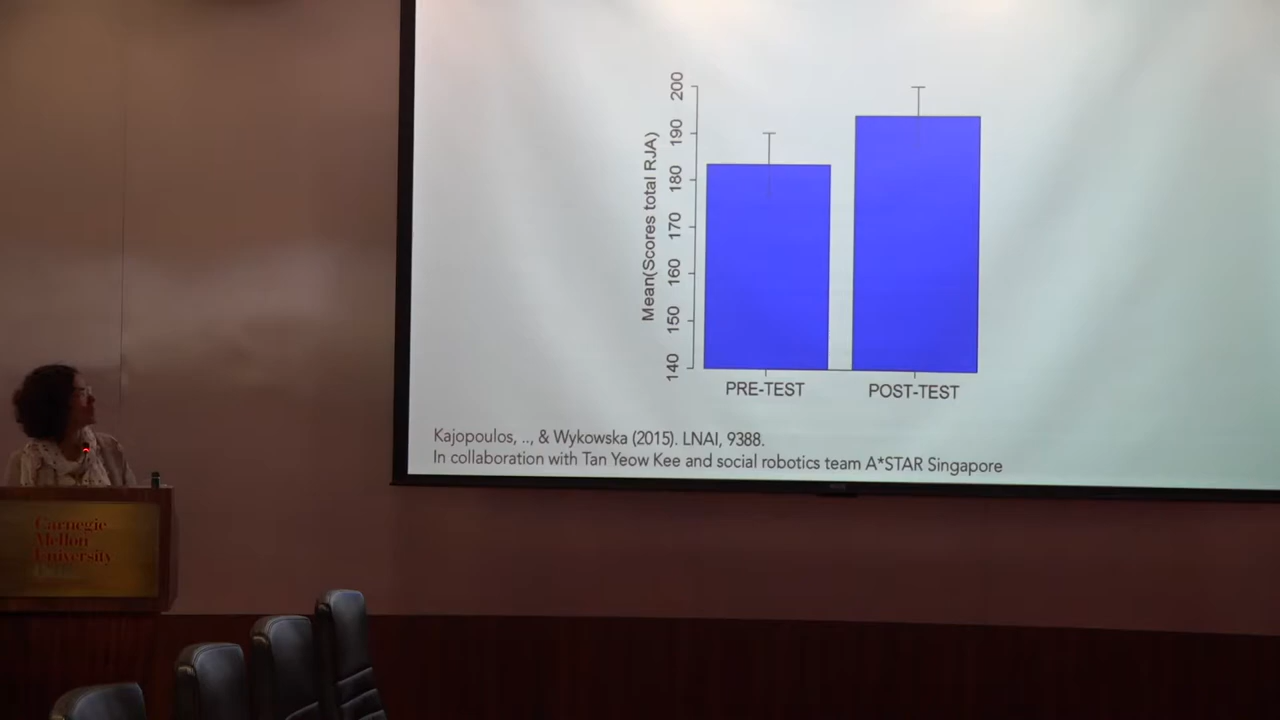 200
190
180
170
160
150
140
Mean(Scores total RJA)
PRE-TEST
POST-TEST
Kajopoulos, .., & Wykowska (2015). LNAI, 9388.
In collaboration with Tan Yeow Kee and social robotics team A*STAR Singapore
Carnegie
Mellon
University